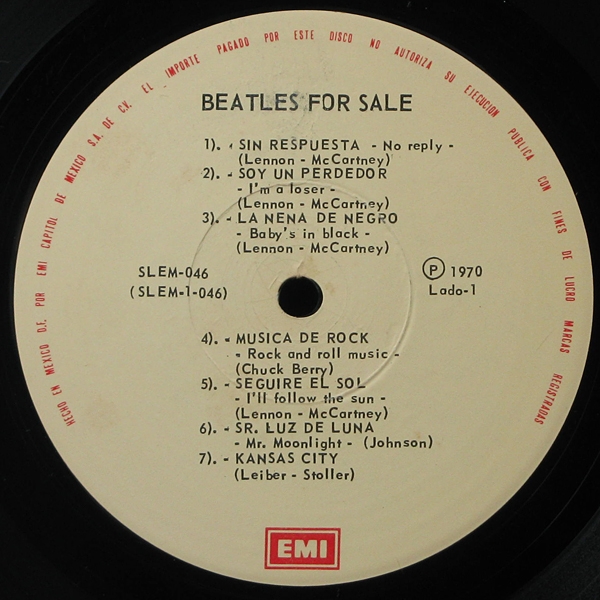 HECHO EN MEXICO D.F. POR EMI CAPITOL DE MEXICO S.A. DE C.V. EL IMPORTE PAGADO POR ESTE DISCO NO AUTORIZA SU EJECUCION PUBLICA CON FINES DE LUCRO MARCAS REGISTRADAS
BEATLES FOR SALE
1). - SIN RESPUESTA - No reply -
(Lennon - McCartney)
2). - SOY UN PERDEDOR
- I'm a loser -
(Lennon - McCartney)
3). - LA NENA DE NEGRO
- Baby's in black -
(Lennon - McCartney)
SLEM-046
(SLEM-1-046)
Ⓟ 1970
Lado-1
4). - MUSICA DE ROCK
- Rock and roll music -
(Chuck Berry)
5). - SEGUIRE EL SOL
- I'll follow the sun -
(Lennon - McCartney)
6). - SR. LUZ DE LUNA
- Mr. Moonlight - (Johnson)
7). - KANSAS CITY
(Leiber - Stoller)
EMI